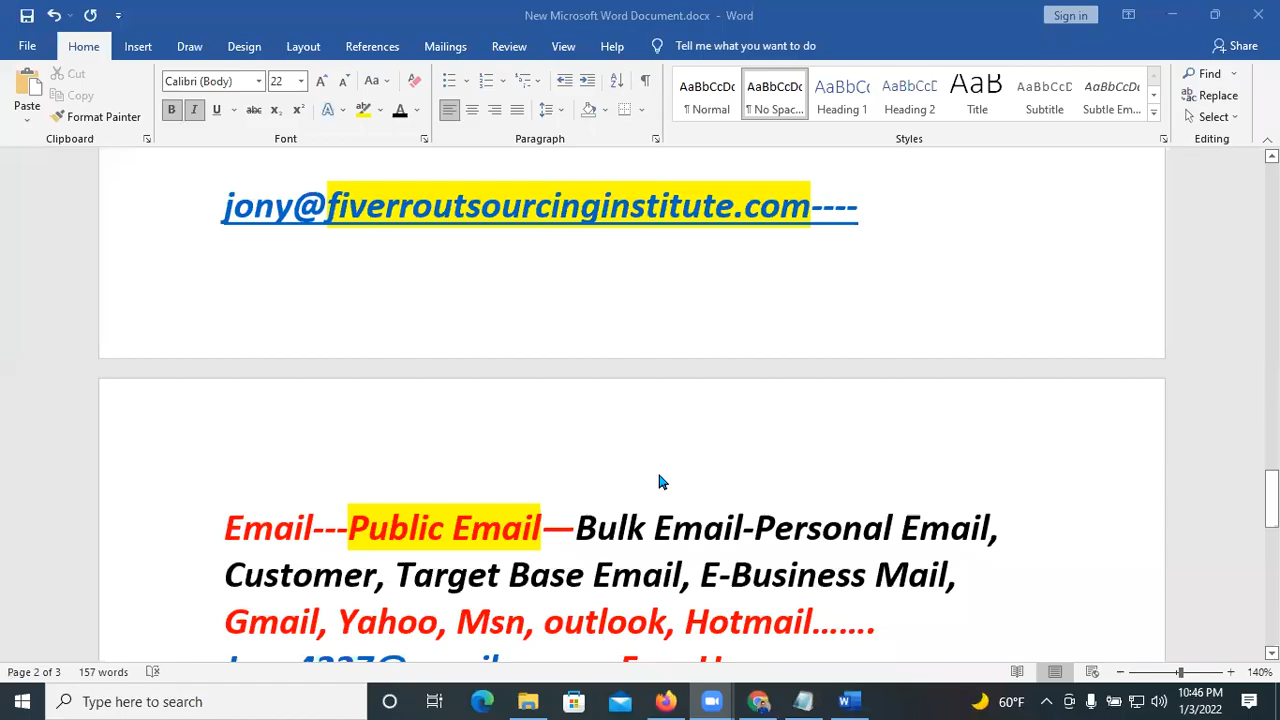 New Microsoft Word Document.docx - Word
Sign in
File Home Insert Draw Design Layout References Mailings Review View Help Tell me what you want to do Share
Paste
Cut
Copy
Format Painter
Clipboard
Calibri (Body) 22
Font
Paragraph
AaBbCcDc AaBbCcDc AaBbCc AaBbCcD AaB AaBbCcD AaBbCcDc
¶ Normal ¶ No Spac... Heading 1 Heading 2 Title Subtitle Subtle Em...
Styles
Find
Replace
Select
Editing
jony@fiverroutsourcinginstitute.com----
Email---Public Email—Bulk Email-Personal Email,
Customer, Target Base Email, E-Business Mail,
Gmail, Yahoo, Msn, outlook, Hotmail…….
Page 2 of 3 157 words 140%
Type here to search
60°F
10:46 PM
1/3/2022